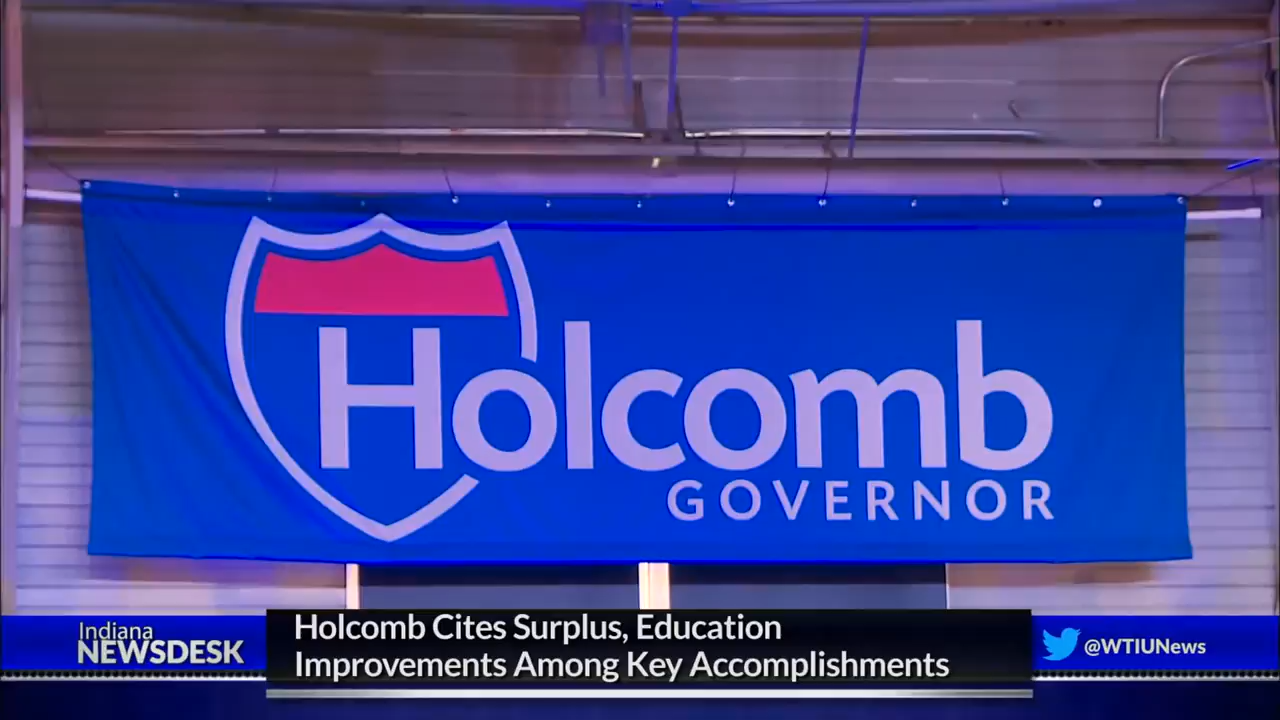 Holcomb
GOVERNOR
Holcomb Cites Surplus, Education
Improvements Among Key Accomplishments
Indiana
NEWSDESK
@WTIUNews